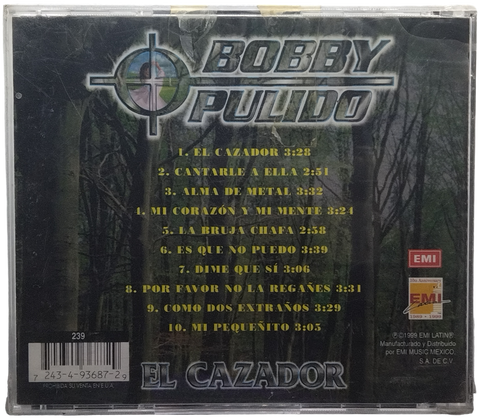 BOBBY
PULIDO
1. EL CAZADOR 3:28
2. CANTARLE A ELLA 2:51
3. ALMA DE METAL 3:32
4. MI CORAZÓN Y MI MENTE 3:24
5. LA BRUJA CHAFA 2:58
6. ES QUE NO PUEDO 3:39
7. DIME QUE SÍ 3:06
8. POR FAVOR NO LA REGAÑES 3:31
9. COMO DOS EXTRAÑOS 3:29
10. MI PEQUEÑITO 3:05
EMI
EMI
239
7 243-4-93687-2 9
EL CAZADOR
℗ ©1999 EMI LATIN®
Manufacturado y Distribuido
por EMI MUSIC MEXICO,
S.A. DE C.V.